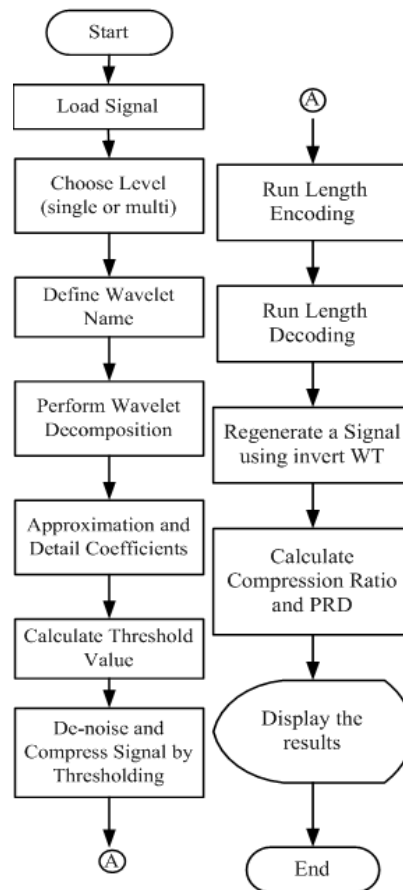 Start
Load Signal
Choose Level
(single or multi)
Define Wavelet
Name
Perform Wavelet
Decomposition
Approximation and
Detail Coefficients
Calculate Threshold
Value
De-noise and
Compress Signal by
Thresholding
A
A
Run Length
Encoding
Run Length
Decoding
Regenerate a Signal
using invert WT
Calculate
Compression Ratio
and PRD
Display the
results
End